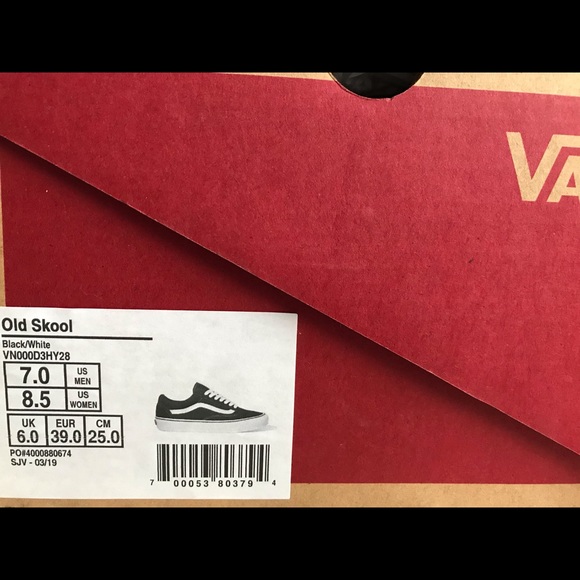 VA
Old Skool
Black/White
VN000D3HY28
7.0 US MEN
8.5 US WOMEN
UK EUR CM
6.0 39.0 25.0
PO#4000880674
SJV - 03/19
7 00053 80379 4